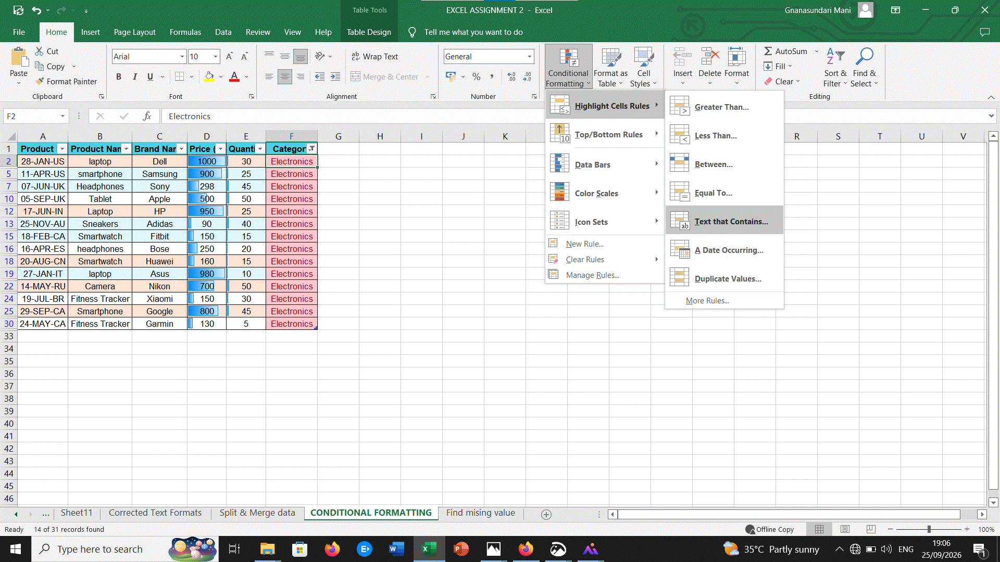 Table Tools
EXCEL ASSIGNMENT 2 - Excel
Gnanasundari Mani
File Home Insert Page Layout Formulas Data Review View Help Table Design Tell me what you want to do
Paste
Cut
Copy
Format Painter
Clipboard
Arial 10
B I U A
Font
ab Wrap Text
Merge & Center
Alignment
General
% ,
Number
Conditional Formatting
Format as Table
Cell Styles
Insert
Delete
Format
AutoSum
Fill
Clear
Sort & Filter
Find & Select
Editing
F2 fx Electronics
Highlight Cells Rules
Top/Bottom Rules
Data Bars
Color Scales
Icon Sets
New Rule...
Clear Rules
Manage Rules...
Greater Than...
Less Than...
Between...
Equal To...
Text that Contains...
A Date Occurring...
Duplicate Values...
More Rules...
A B C D E F G H I J K R S T U V
1 Product Product Nam Brand Nar Price ( Quanti Categor
2 28-JAN-US laptop Dell 1000 30 Electronics
5 11-APR-US smartphone Samsung 900 25 Electronics
7 07-JUN-UK Headphones Sony 298 45 Electronics
10 05-SEP-UK Tablet Apple 500 50 Electronics
12 17-JUN-IN Laptop HP 950 25 Electronics
13 25-NOV-AU Sneakers Adidas 90 40 Electronics
15 18-FEB-CA Smartwatch Fitbit 150 15 Electronics
16 16-APR-ES headphones Bose 250 20 Electronics
18 20-AUG-CN Smartwatch Huawei 160 15 Electronics
19 27-JAN-IT laptop Asus 980 10 Electronics
22 14-MAY-RU Camera Nikon 700 50 Electronics
24 19-JUL-BR Fitness Tracker Xiaomi 150 30 Electronics
25 29-SEP-CA Smartphone Google 800 45 Electronics
30 24-MAY-CA Fitness Tracker Garmin 130 5 Electronics
33
34
35
36
37
38
39
40
41
42
43
44
45
46
... Sheet11 Corrected Text Formats Split & Merge data CONDITIONAL FORMATTING Find mising value
Ready 14 of 31 records found
Offline Copy
100%
Type here to search
35°C Partly sunny
ENG
19:06
25/09/2026
1